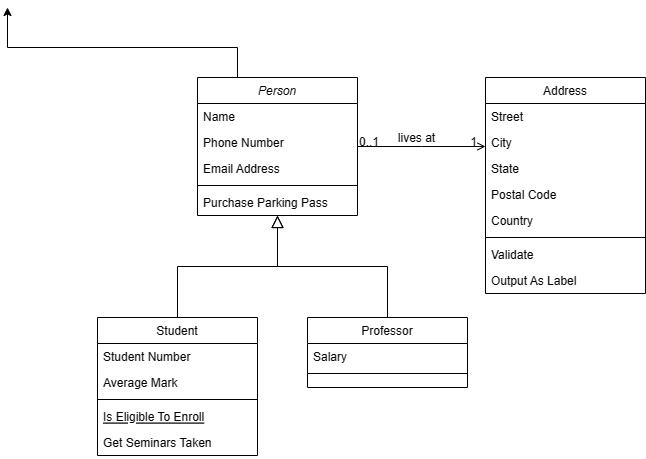 Person
Name
Phone Number
Email Address
Purchase Parking Pass
0..1
lives at
1
Address
Street
City
State
Postal Code
Country
Validate
Output As Label
Student
Student Number
Average Mark
Is Eligible To Enroll
Get Seminars Taken
Professor
Salary